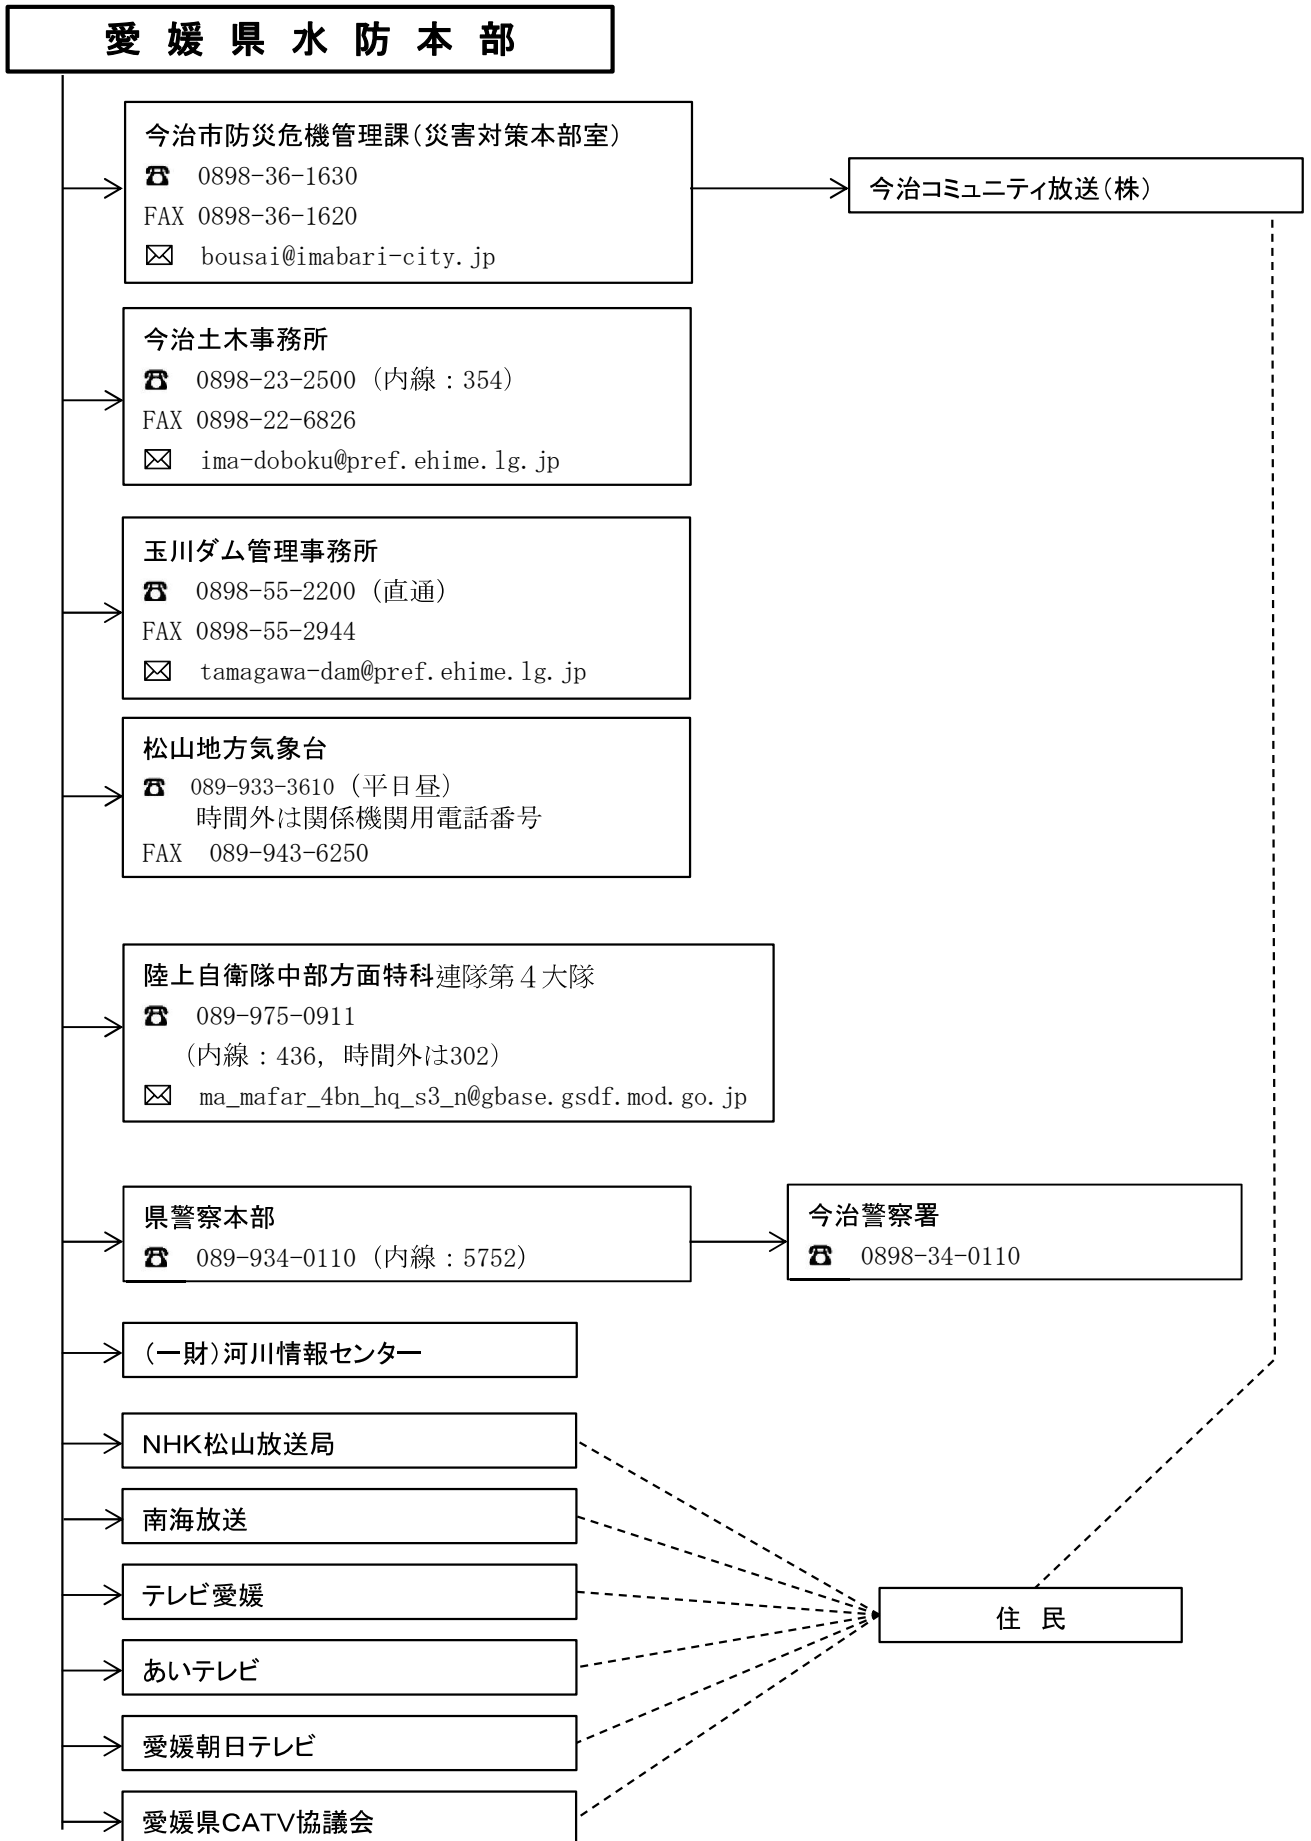 愛媛県水防本部
今治市防災危機管理課（災害対策本部室）
☎ 0898-36-1630
FAX 0898-36-1620
✉ bousai@imabari-city.jp
今治コミュニティ放送（株）
今治土木事務所
☎ 0898-23-2500（内線：354）
FAX 0898-22-6826
✉ ima-doboku@pref.ehime.lg.jp
玉川ダム管理事務所
☎ 0898-55-2200（直通）
FAX 0898-55-2944
✉ tamagawa-dam@pref.ehime.lg.jp
松山地方気象台
☎ 089-933-3610（平日昼）
時間外は関係機関用電話番号
FAX 089-943-6250
陸上自衛隊中部方面特科連隊第４大隊
☎ 089-975-0911
（内線：436，時間外は302）
✉ ma_mafar_4bn_hq_s3_n@gbase.gsdf.mod.go.jp
県警察本部
☎ 089-934-0110（内線：5752）
今治警察署
☎ 0898-34-0110
（一財）河川情報センター
NHK松山放送局
南海放送
テレビ愛媛
住 民
あいテレビ
愛媛朝日テレビ
愛媛県CATV協議会